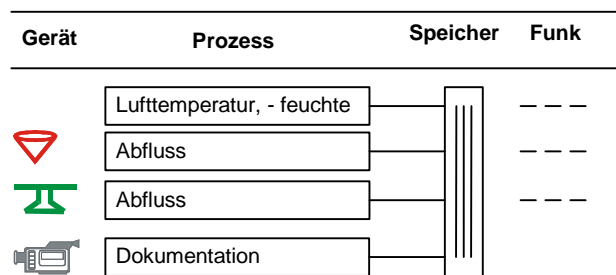 Gerät Prozess Speicher Funk
Lufttemperatur, - feuchte
Abfluss
Abfluss
Dokumentation